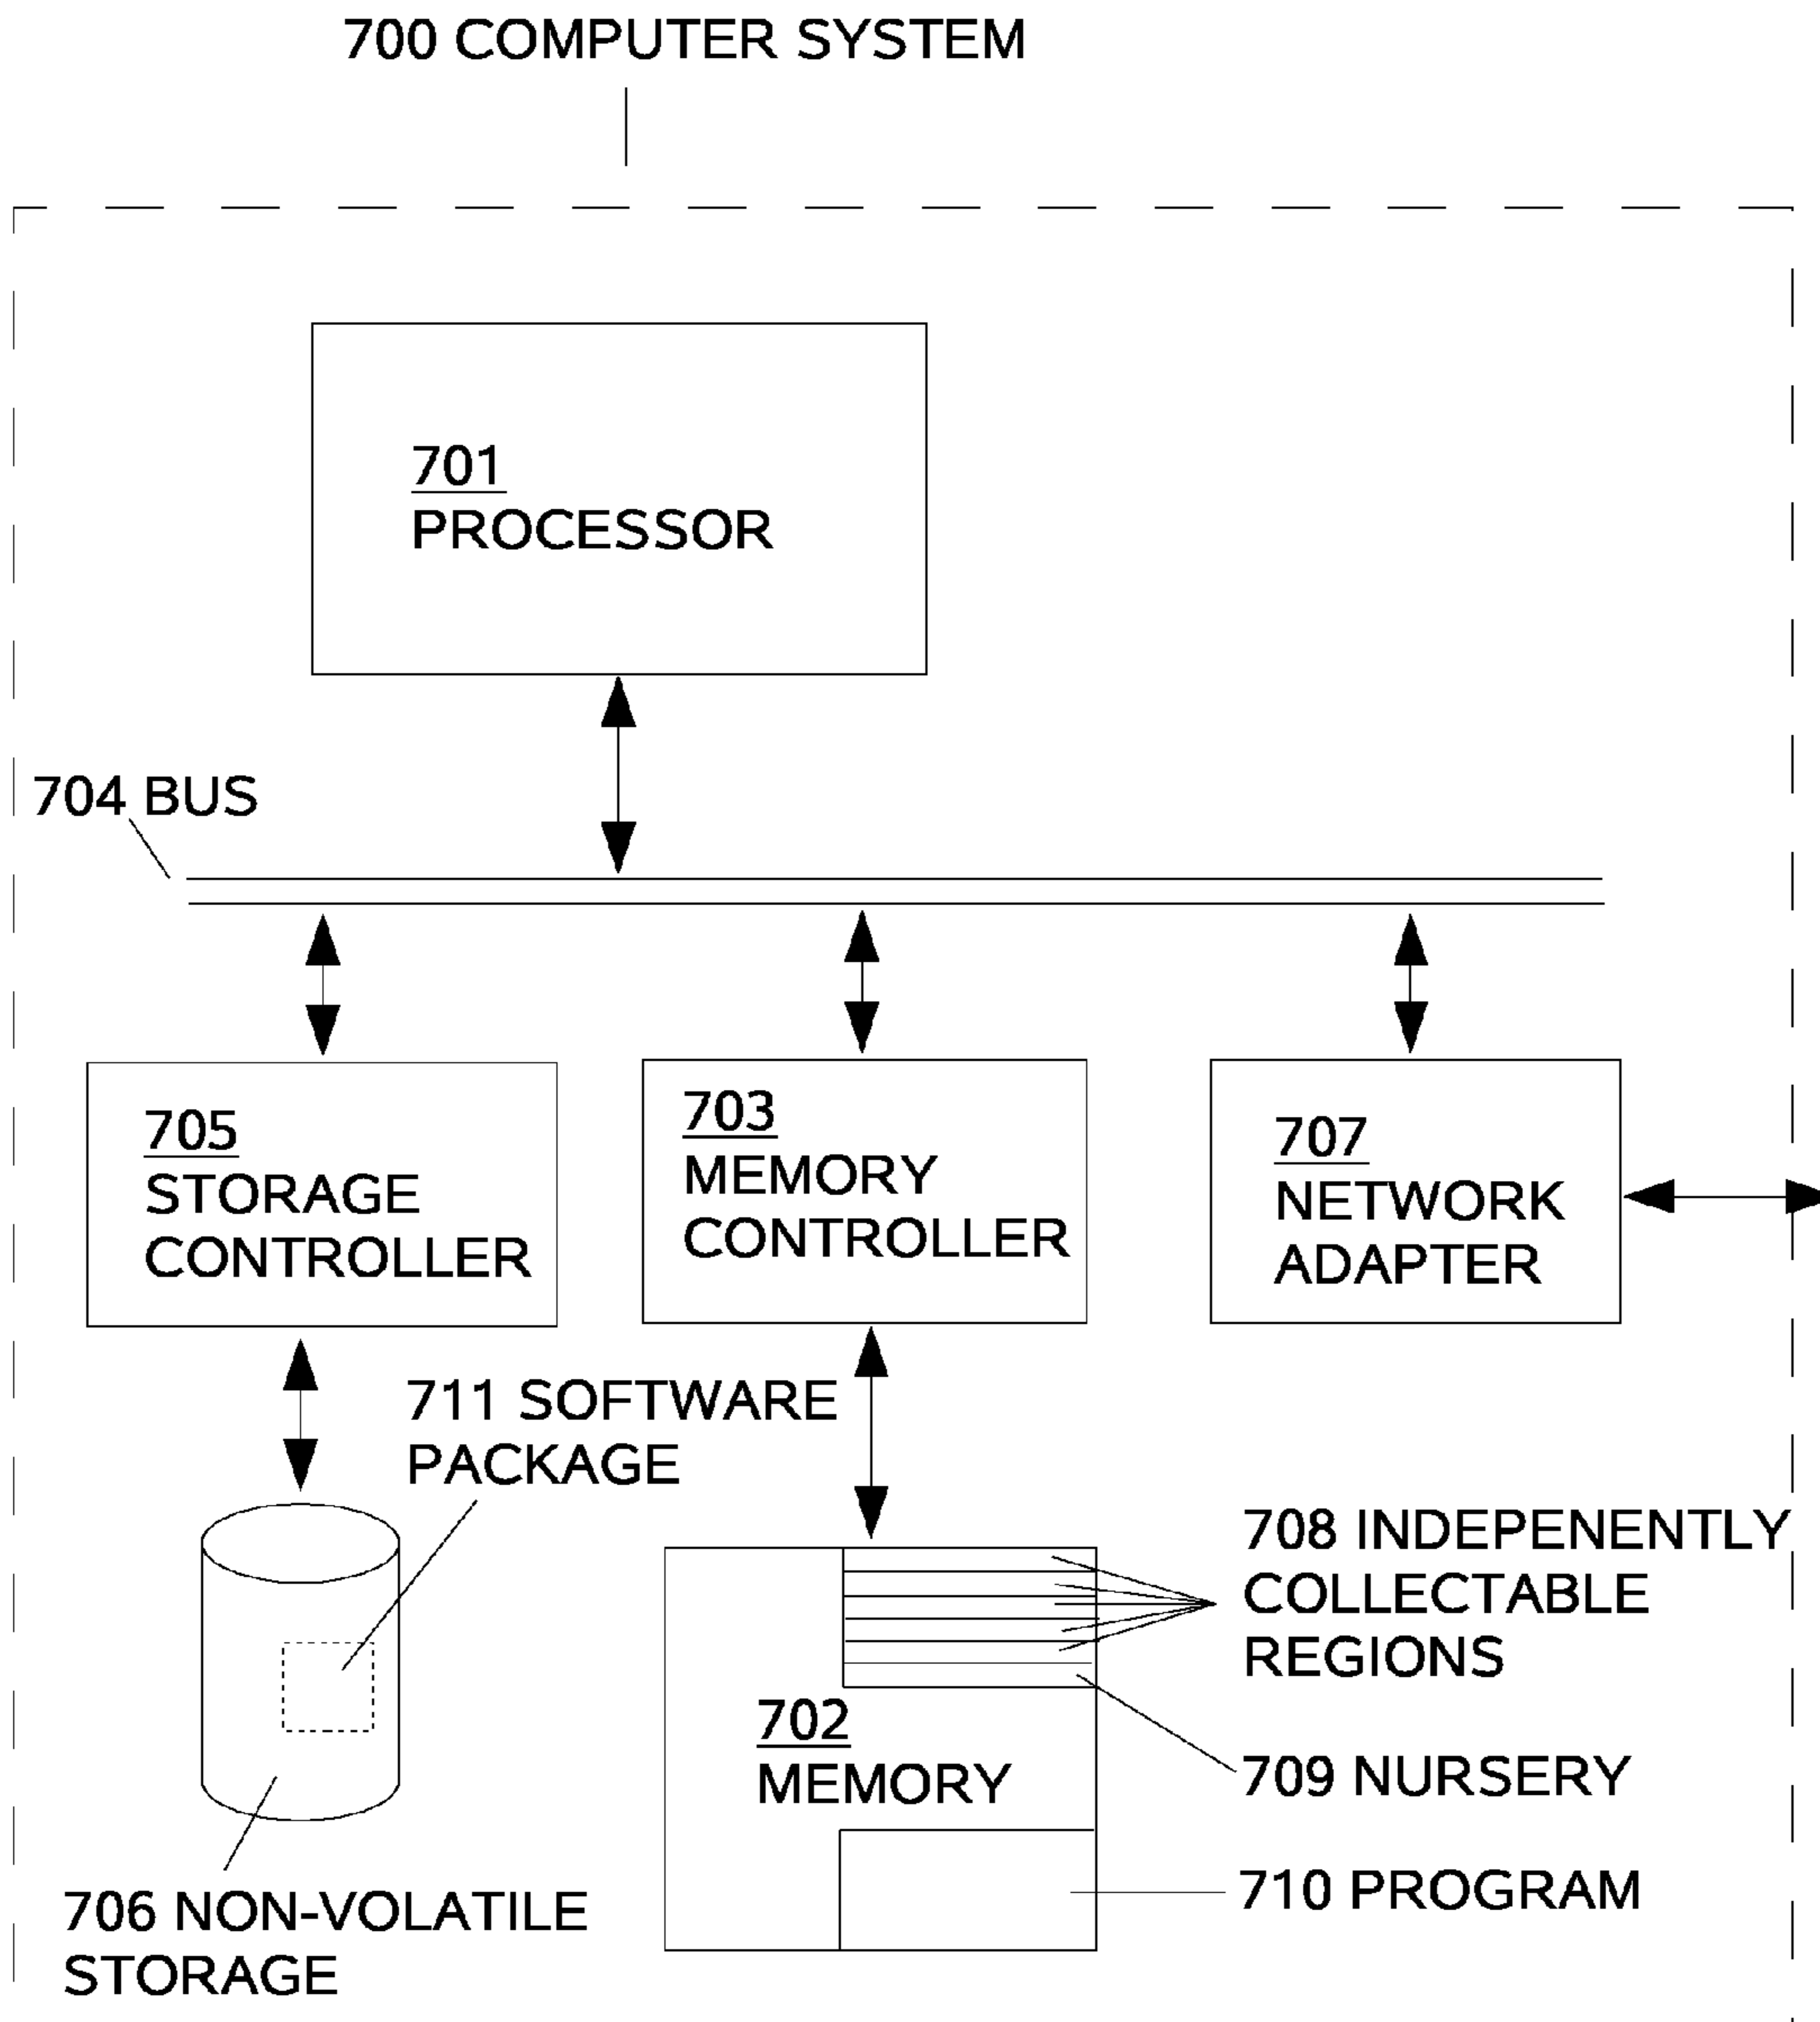 700 COMPUTER SYSTEM
701
PROCESSOR
704 BUS
705
STORAGE
CONTROLLER
703
MEMORY
CONTROLLER
707
NETWORK
ADAPTER
711 SOFTWARE
PACKAGE
708 INDEPENENTLY
COLLECTABLE
REGIONS
702
MEMORY
709 NURSERY
710 PROGRAM
706 NON-VOLATILE
STORAGE